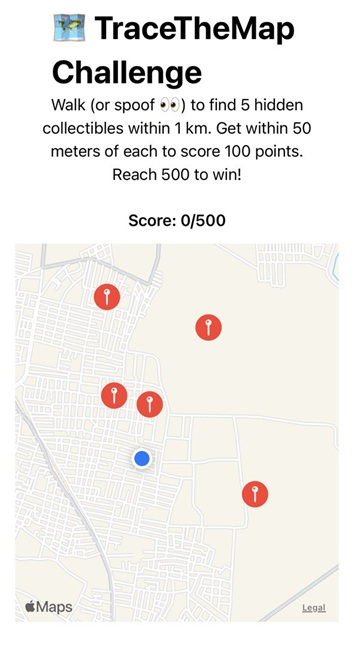 🗺️ TraceTheMap
Challenge
Walk (or spoof 👀) to find 5 hidden
collectibles within 1 km. Get within 50
meters of each to score 100 points.
Reach 500 to win!
Score: 0/500
Maps
Legal